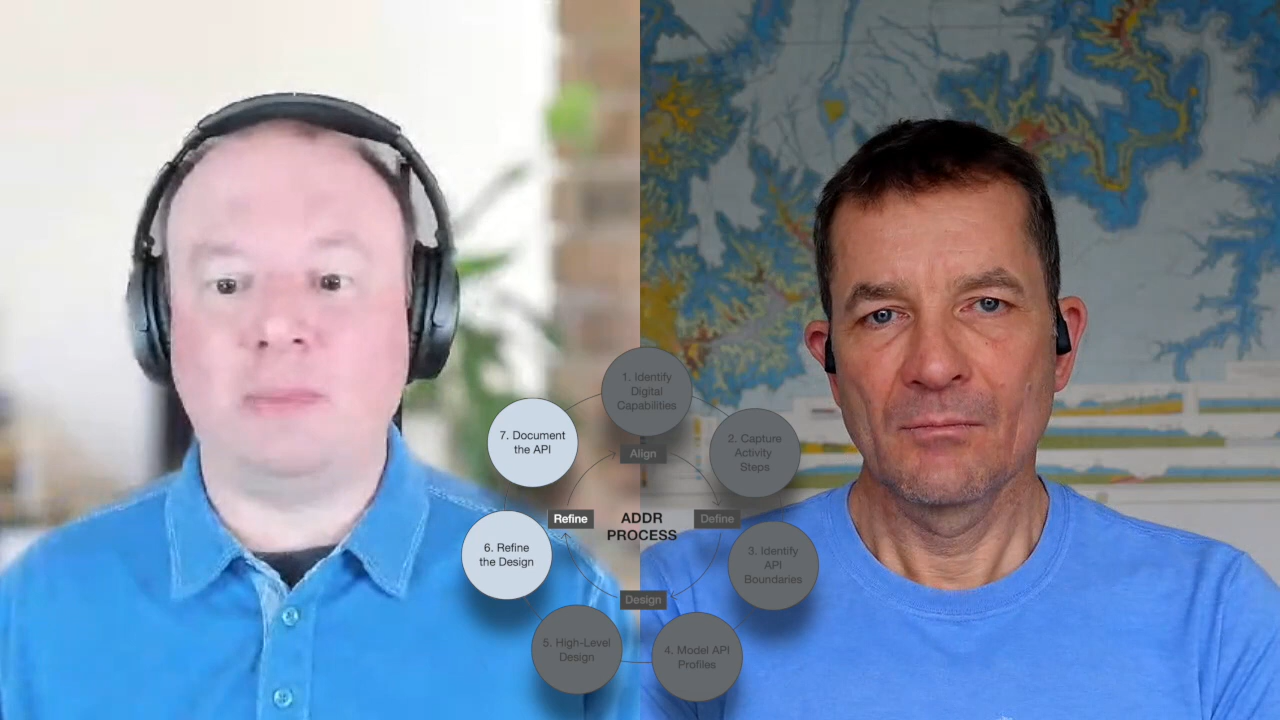 1. Identify
Digital
Capabilities
7. Document
the API
2. Capture
Activity
Steps
Align
Refine
ADDR
PROCESS
Define
6. Refine
the Design
3. Identify
API
Boundaries
Design
5. High-Level
Design
4. Model API
Profiles